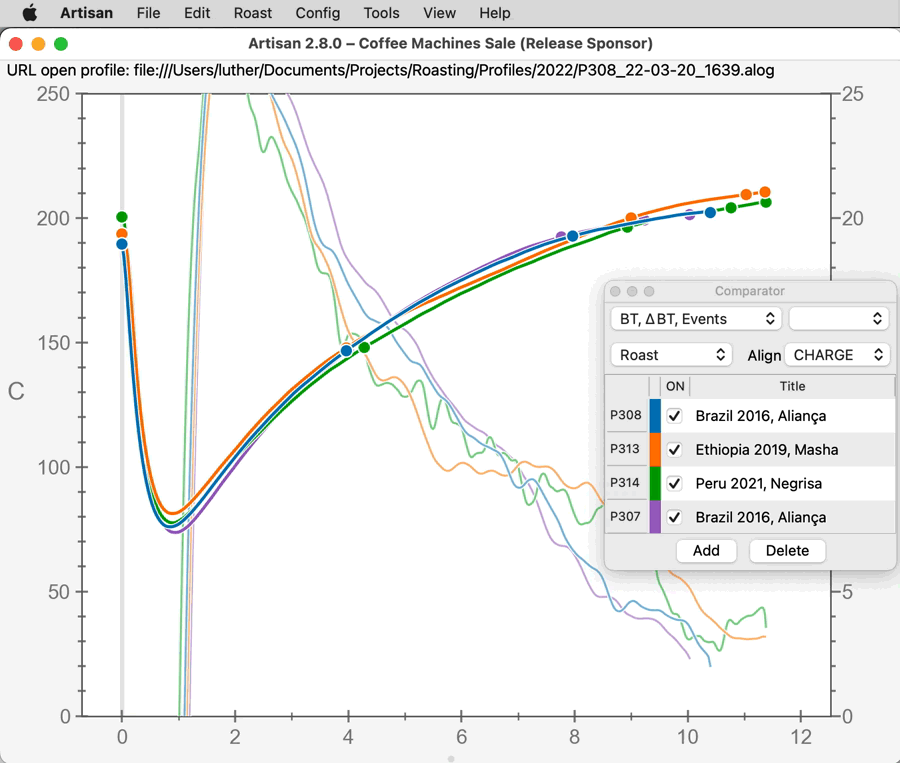 Artisan File Edit Roast Config Tools View Help
Artisan 2.8.0 – Coffee Machines Sale (Release Sponsor)
URL open profile: file:///Users/luther/Documents/Projects/Roasting/Profiles/2022/P308_22-03-20_1639.alog
250 25
200 20
150
C
100
50 5
0 0
0 2 4 6 8 10 12
Comparator
BT, ΔBT, Events
Roast Align CHARGE
ON Title
P308 Brazil 2016, Aliança
P313 Ethiopia 2019, Masha
P314 Peru 2021, Negrisa
P307 Brazil 2016, Aliança
Add Delete